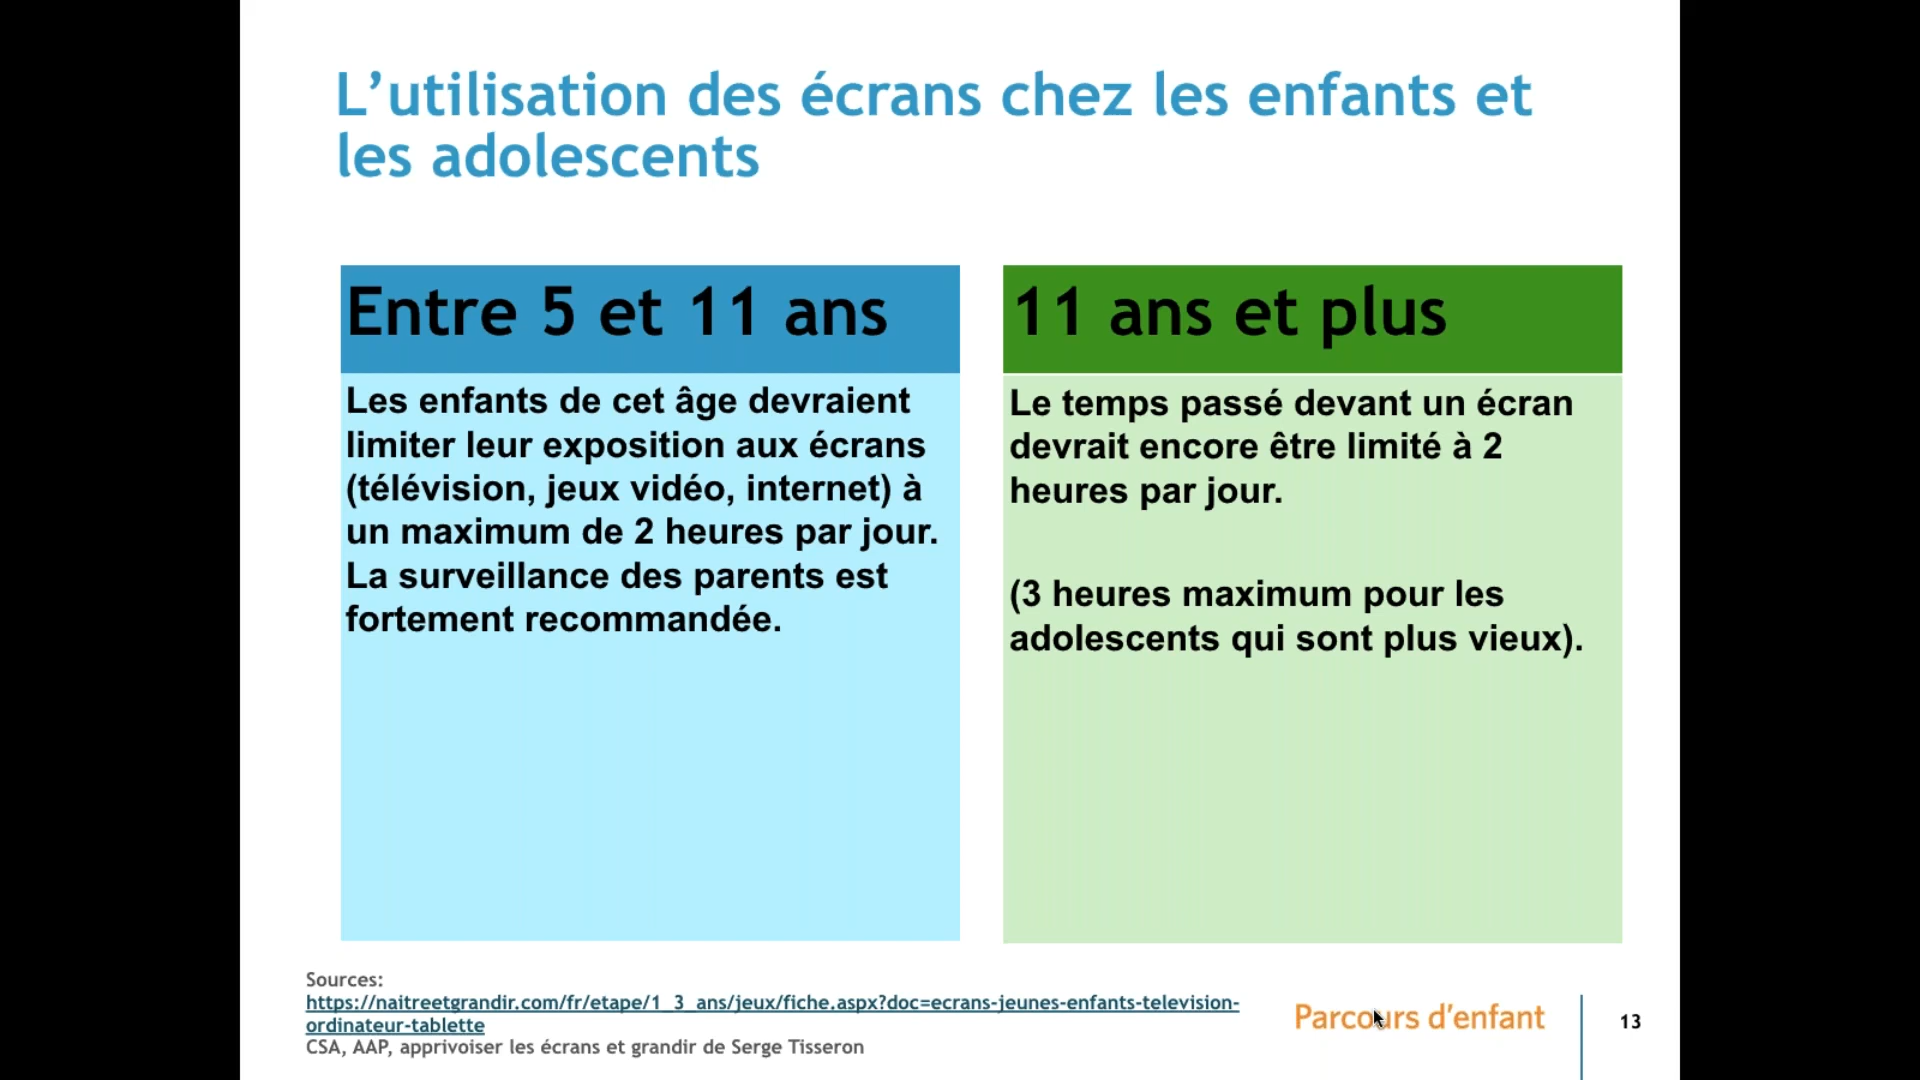 L’utilisation des écrans chez les enfants et
les adolescents
Entre 5 et 11 ans
Les enfants de cet âge devraient
limiter leur exposition aux écrans
(télévision, jeux vidéo, internet) à
un maximum de 2 heures par jour.
La surveillance des parents est
fortement recommandée.
11 ans et plus
Le temps passé devant un écran
devrait encore être limité à 2
heures par jour.
(3 heures maximum pour les
adolescents qui sont plus vieux).
Sources:
https://naitreetgrandir.com/fr/etape/1_3_ans/jeux/fiche.aspx?doc=ecrans-jeunes-enfants-television-
ordinateur-tablette
CSA, AAP, apprivoiser les écrans et grandir de Serge Tisseron
Parcours d'enfant
13